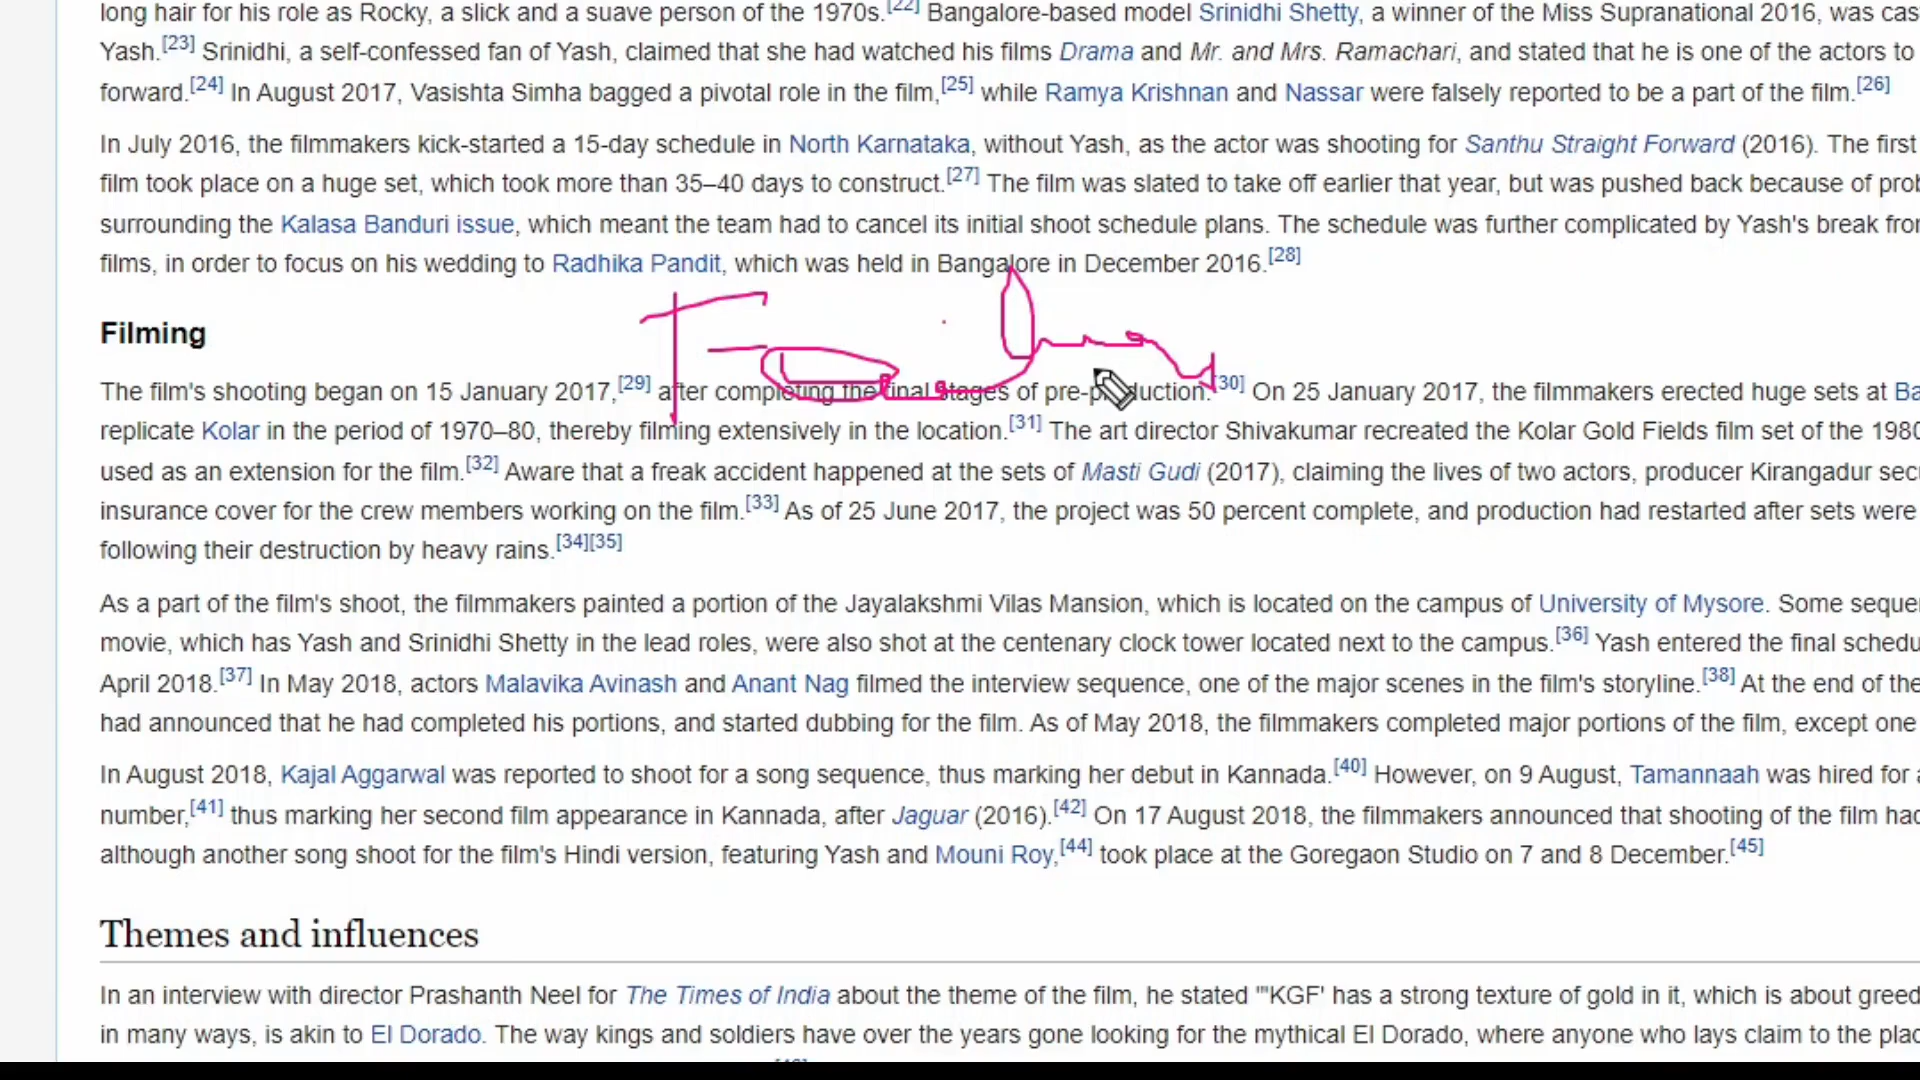 long hair for his role as Rocky, a slick and a suave person of the 1970s.[22] Bangalore-based model Srinidhi Shetty, a winner of the Miss Supranational 2016, was cas
Yash.[23] Srinidhi, a self-confessed fan of Yash, claimed that she had watched his films Drama and Mr. and Mrs. Ramachari, and stated that he is one of the actors to
forward.[24] In August 2017, Vasishta Simha bagged a pivotal role in the film,[25] while Ramya Krishnan and Nassar were falsely reported to be a part of the film.[26]
In July 2016, the filmmakers kick-started a 15-day schedule in North Karnataka, without Yash, as the actor was shooting for Santhu Straight Forward (2016). The first
film took place on a huge set, which took more than 35–40 days to construct.[27] The film was slated to take off earlier that year, but was pushed back because of prob
surrounding the Kalasa Banduri issue, which meant the team had to cancel its initial shoot schedule plans. The schedule was further complicated by Yash's break from
films, in order to focus on his wedding to Radhika Pandit, which was held in Bangalore in December 2016.[28]
Filming
The film's shooting began on 15 January 2017,[29] after completing the final stages of pre-production.[30] On 25 January 2017, the filmmakers erected huge sets at Ba
replicate Kolar in the period of 1970–80, thereby filming extensively in the location.[31] The art director Shivakumar recreated the Kolar Gold Fields film set of the 1980
used as an extension for the film.[32] Aware that a freak accident happened at the sets of Masti Gudi (2017), claiming the lives of two actors, producer Kirangadur sec
insurance cover for the crew members working on the film.[33] As of 25 June 2017, the project was 50 percent complete, and production had restarted after sets were
following their destruction by heavy rains.[34][35]
As a part of the film's shoot, the filmmakers painted a portion of the Jayalakshmi Vilas Mansion, which is located on the campus of University of Mysore. Some seque
movie, which has Yash and Srinidhi Shetty in the lead roles, were also shot at the centenary clock tower located next to the campus.[36] Yash entered the final schedu
April 2018.[37] In May 2018, actors Malavika Avinash and Anant Nag filmed the interview sequence, one of the major scenes in the film's storyline.[38] At the end of the
had announced that he had completed his portions, and started dubbing for the film. As of May 2018, the filmmakers completed major portions of the film, except one
In August 2018, Kajal Aggarwal was reported to shoot for a song sequence, thus marking her debut in Kannada.[40] However, on 9 August, Tamannaah was hired for a
number,[41] thus marking her second film appearance in Kannada, after Jaguar (2016).[42] On 17 August 2018, the filmmakers announced that shooting of the film had
although another song shoot for the film's Hindi version, featuring Yash and Mouni Roy,[44] took place at the Goregaon Studio on 7 and 8 December.[45]
Themes and influences
In an interview with director Prashanth Neel for The Times of India about the theme of the film, he stated "'KGF' has a strong texture of gold in it, which is about greed
in many ways, is akin to El Dorado. The way kings and soldiers have over the years gone looking for the mythical El Dorado, where anyone who lays claim to the plac